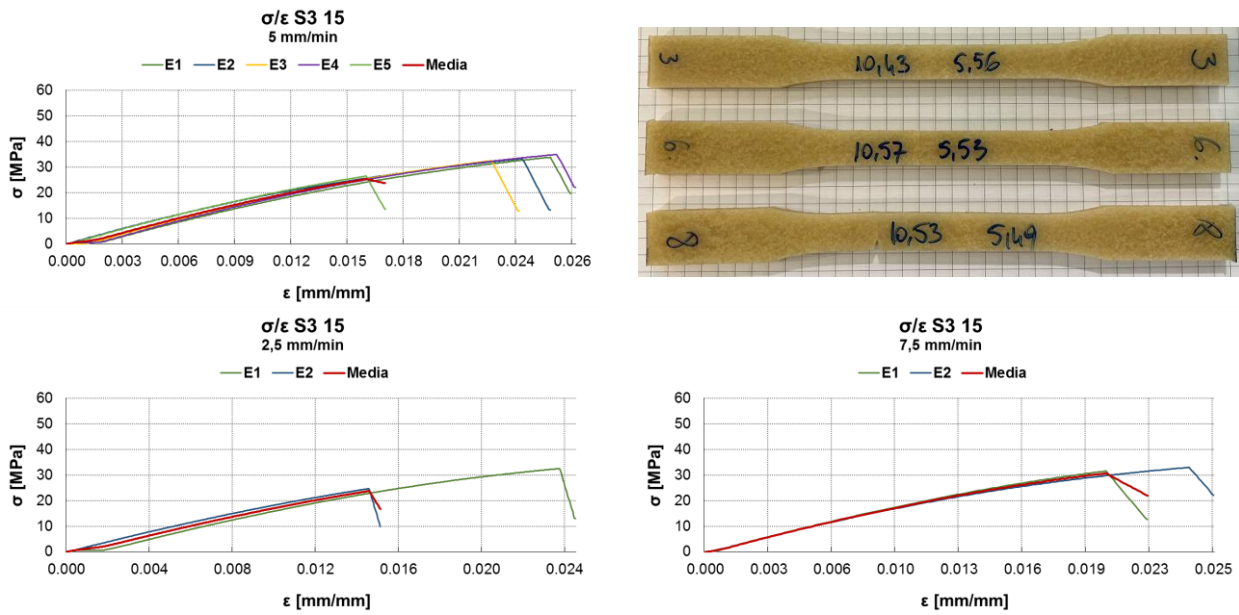 σ/ε S3 15
5 mm/min
E1 E2 E3 E4 E5 Media
σ [MPa]
60
50
40
30
20
10
0
0.000 0.003 0.006 0.009 0.012 0.015 0.018 0.021 0.024 0.026
ε [mm/mm]
3 10,43 5,56 3
6. 10,57 5,53 6.
8 10,53 5,49 8
σ/ε S3 15
2,5 mm/min
E1 E2 Media
σ [MPa]
60
50
40
30
20
10
0
0.000 0.004 0.008 0.012 0.016 0.020 0.024
ε [mm/mm]
σ/ε S3 15
7,5 mm/min
E1 E2 Media
σ [MPa]
60
50
40
30
20
10
0
0.000 0.003 0.006 0.009 0.013 0.016 0.019 0.023 0.025
ε [mm/mm]